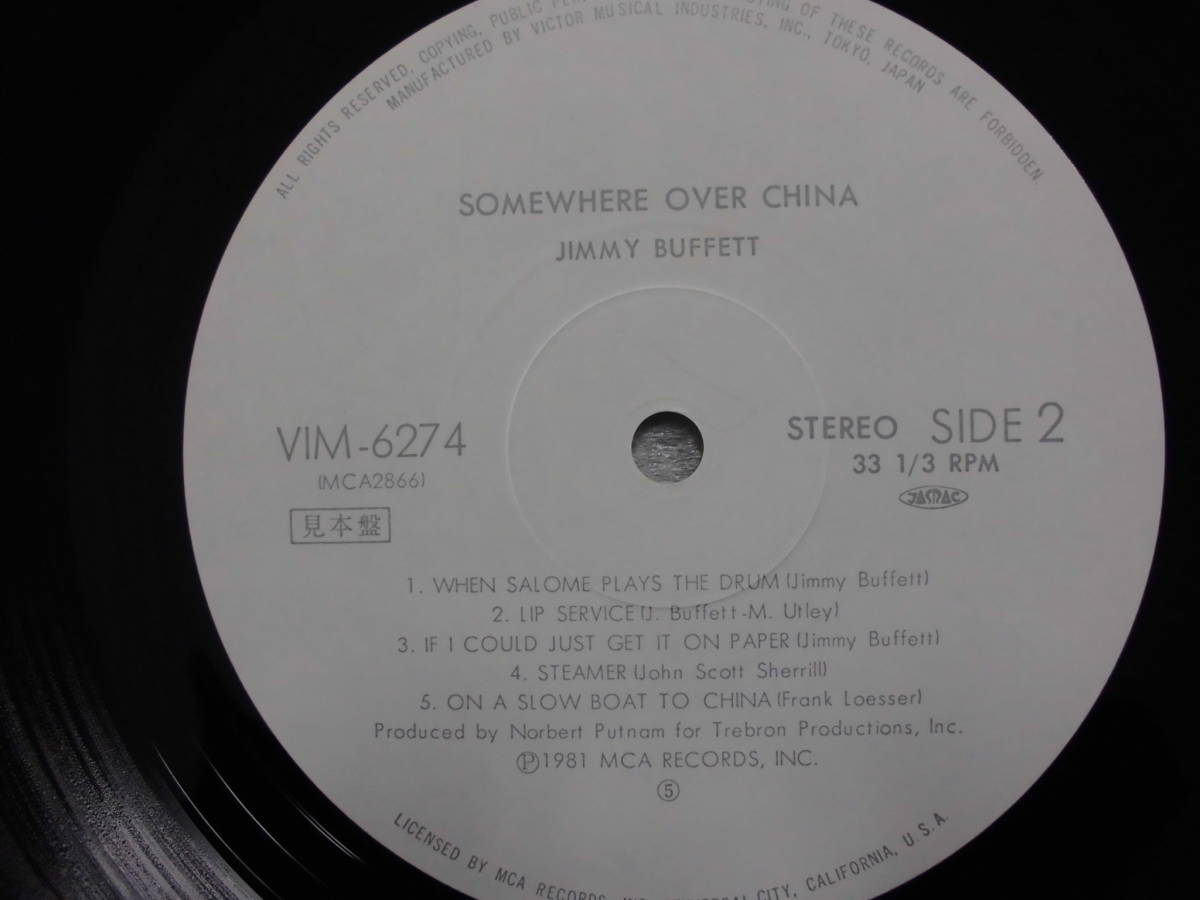 ALL RIGHTS RESERVED. COPYING, PUBLIC OF THESE RECORDS ARE FORBIDDEN.
MANUFACTURED BY VICTOR MUSICAL INDUSTRIES, INC., TOKYO, JAPAN
SOMEWHERE OVER CHINA
JIMMY BUFFETT
VIM-6274
(MCA2866)
見本盤
STEREO SIDE 2
33 1/3 RPM
JASRAC
1. WHEN SALOME PLAYS THE DRUM (Jimmy Buffett)
2. LIP SERVICE (J. Buffett-M. Utley)
3. IF I COULD JUST GET IT ON PAPER (Jimmy Buffett)
4. STEAMER (John Scott Sherrill)
5. ON A SLOW BOAT TO CHINA (Frank Loesser)
Produced by Norbert Putnam for Trebron Productions, Inc.
Ⓟ1981 MCA RECORDS, INC.
⑤
LICENSED BY MCA RECORDS, CITY, CALIFORNIA, U.S.A.